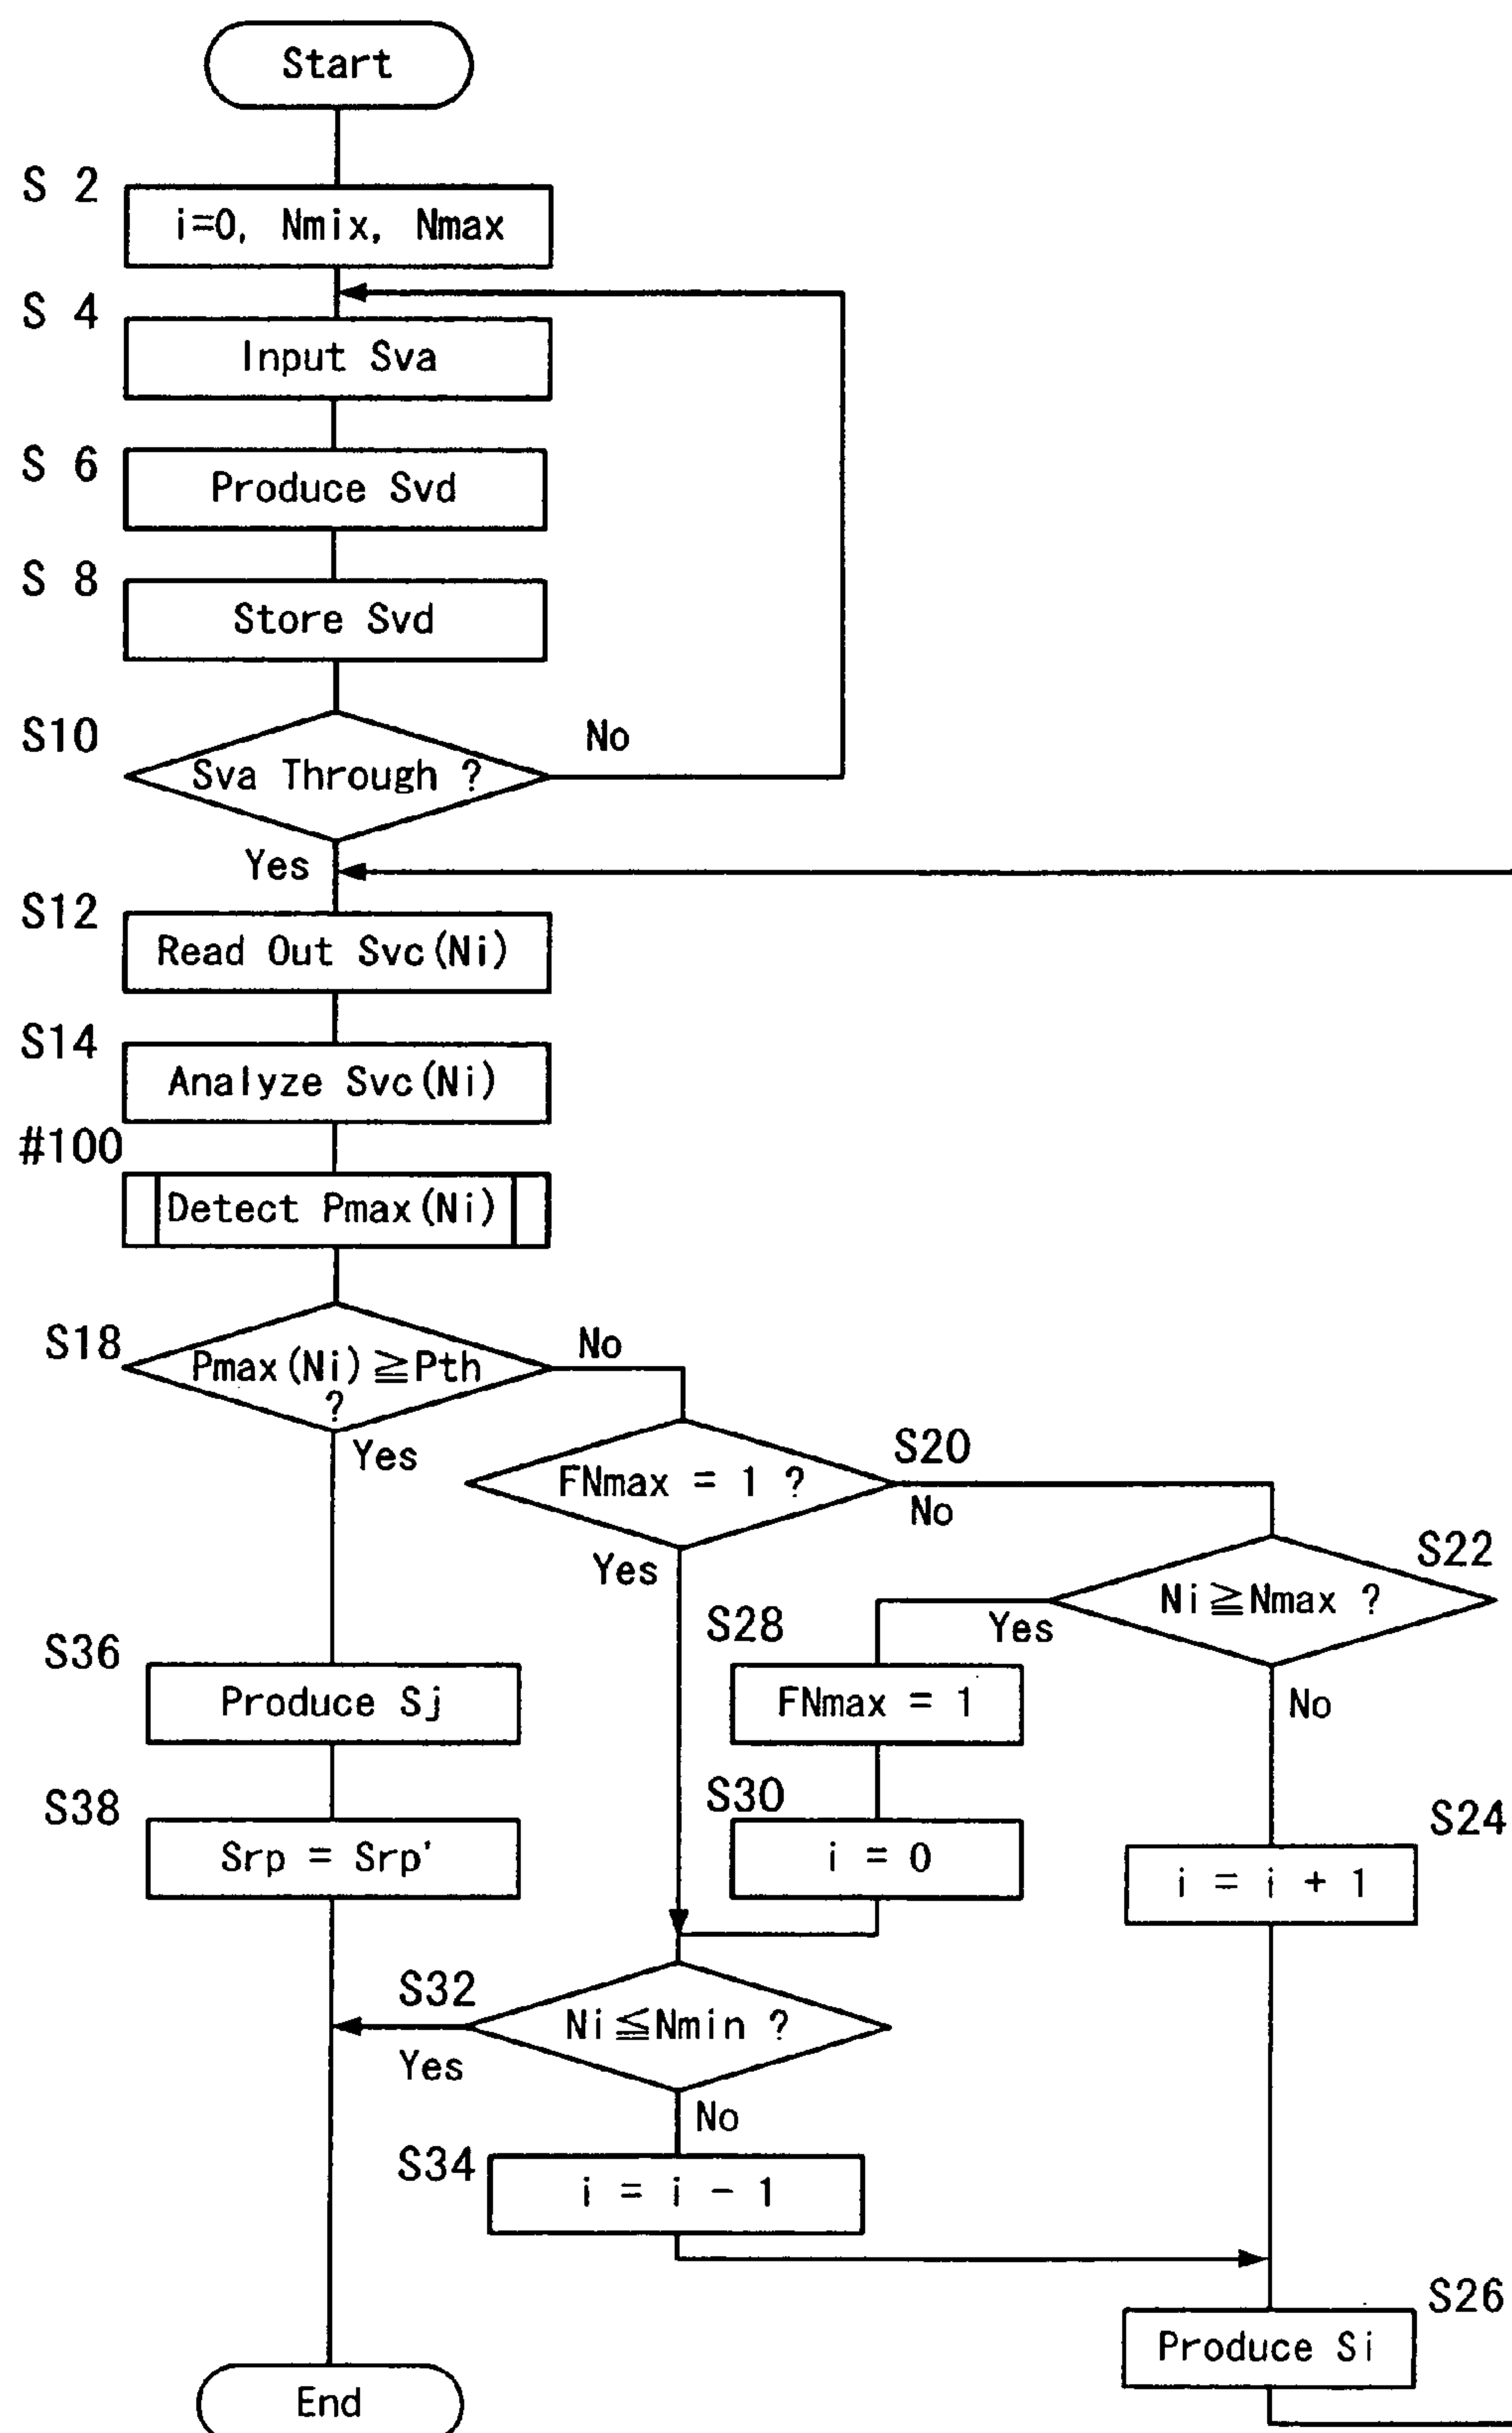 Start
S 2
i=0, Nmix, Nmax
S 4
Input Sva
S 6
Produce Svd
S 8
Store Svd
S10
Sva Through ?
No
Yes
S12
Read Out Svc(Ni)
S14
Analyze Svc(Ni)
#100
Detect Pmax(Ni)
S18
Pmax(Ni)≧Pth
?
No
Yes
S20
FNmax = 1 ?
No
Yes
S22
Ni≧Nmax ?
Yes
No
S28
FNmax = 1
S36
Produce Sj
S30
i = 0
S38
Srp = Srp'
S24
i = i + 1
S32
Ni≦Nmin ?
Yes
No
S34
i = i - 1
S26
Produce Si
End